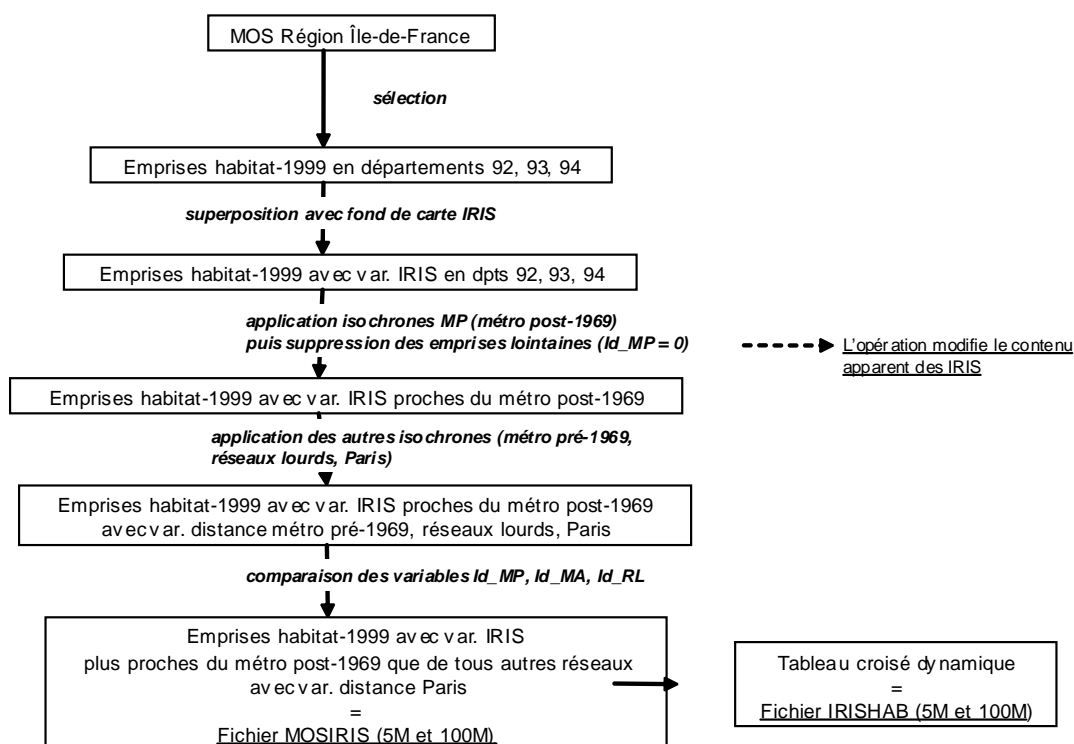 MOS Région Île-de-France
sélection
Emprises habitat-1999 en départements 92, 93, 94
superposition avec fond de carte IRIS
Emprises habitat-1999 avec var. IRIS en dpts 92, 93, 94
application isochrones MP (métro post-1969)
puis suppression des emprises lointaines (Id_MP = 0)
L'opération modifie le contenu
apparent des IRIS
Emprises habitat-1999 avec var. IRIS proches du métro post-1969
application des autres isochrones (métro pré-1969,
réseaux lourds, Paris)
Emprises habitat-1999 avec var. IRIS proches du métro post-1969
avec var. distance métro pré-1969, réseaux lourds, Paris
comparaison des variables Id_MP, Id_MA, Id_RL
Emprises habitat-1999 avec var. IRIS
plus proches du métro post-1969 que de tous autres réseaux
avec var. distance Paris
=
Fichier MOSIRIS (5M et 100M)
Tableau croisé dynamique
=
Fichier IRISHAB (5M et 100M)